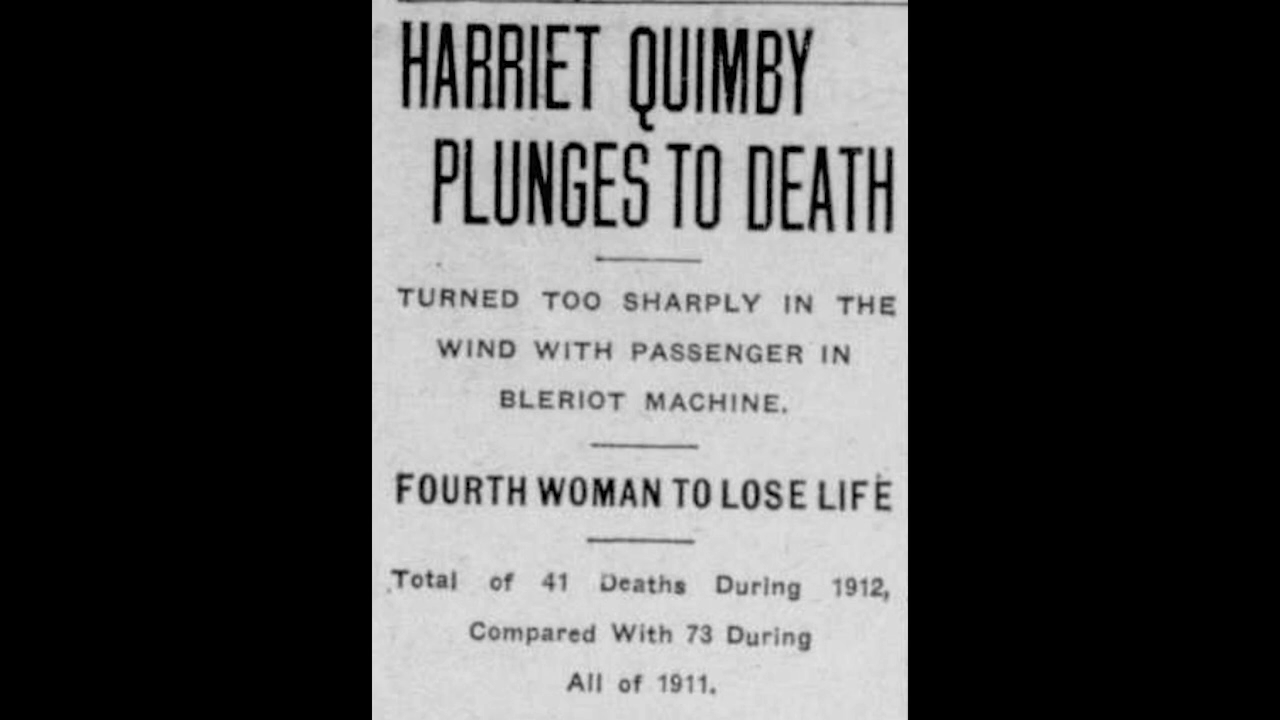 HARRIET QUIMBY
PLUNGES TO DEATH
TURNED TOO SHARPLY IN THE
WIND WITH PASSENGER IN
BLERIOT MACHINE.
FOURTH WOMAN TO LOSE LIFE
Total of 41 Deaths During 1912,
Compared With 73 During
All of 1911.